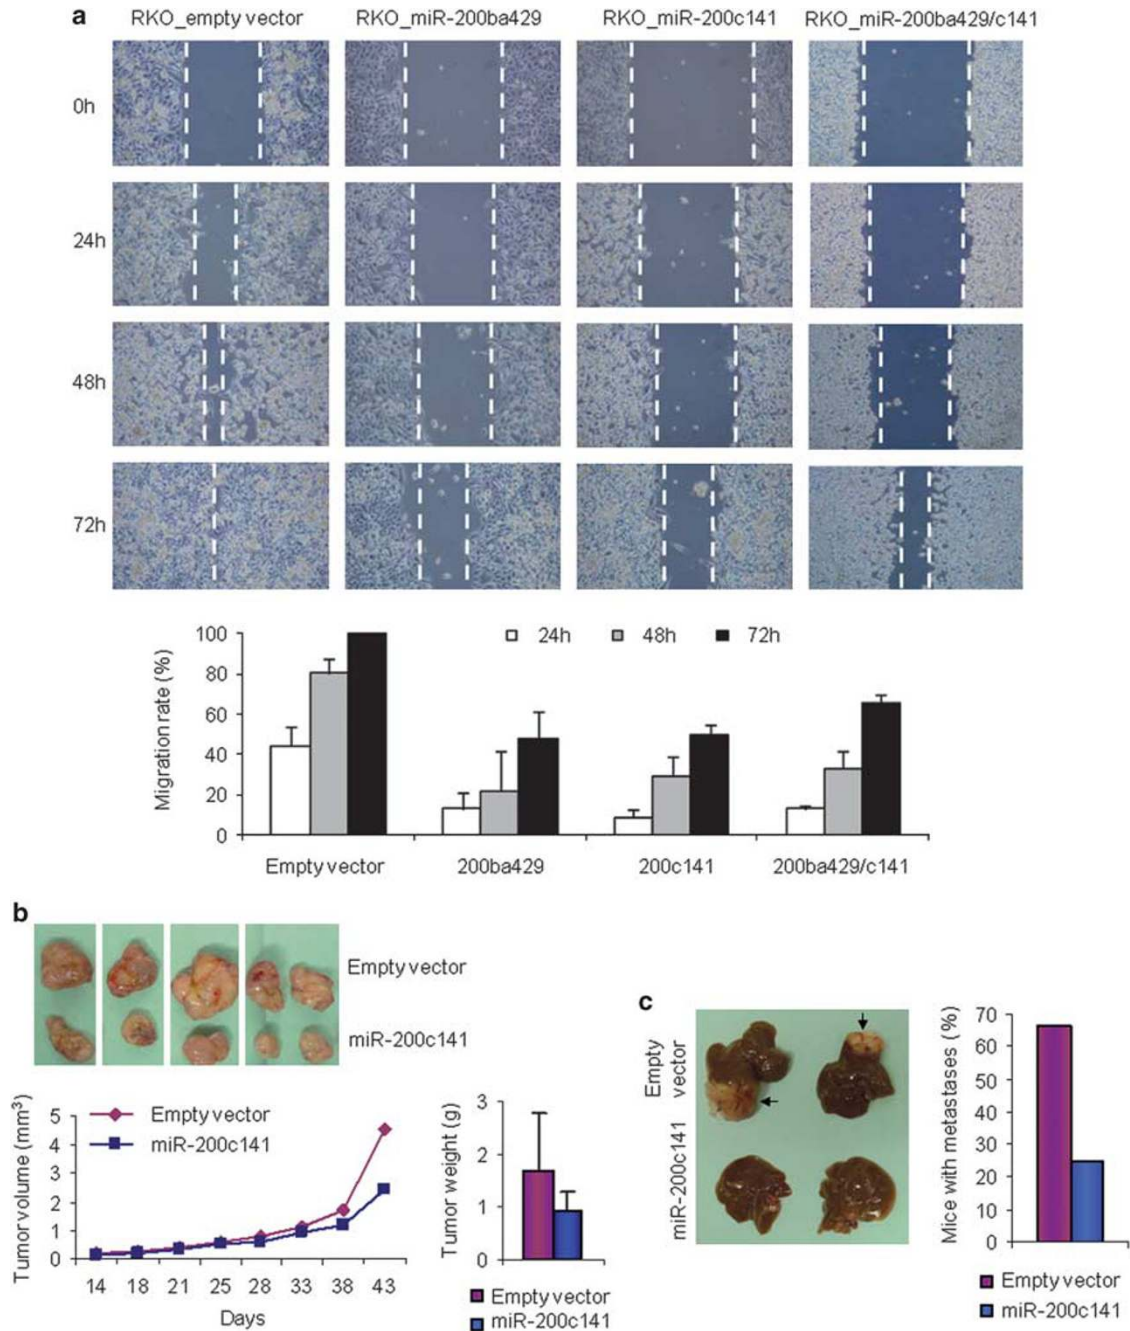 a
RKO_empty vector
RKO_miR-200ba429
RKO_miR-200c141
RKO_miR-200ba429/c141
0h
24h
48h
72h
24h
48h
72h
Migration rate (%)
100
80
60
40
20
0
Empty vector
200ba429
200c141
200ba429/c141
b
Empty vector
miR-200c141
Tumor volume (mm³)
5
4
3
2
1
0
Empty vector
miR-200c141
14 18 21 25 28 33 38 43
Days
Tumor weight (g)
3
2
1
0
Empty vector
miR-200c141
c
Empty vector
miR-200c141
Mice with metastases (%)
70
60
50
40
30
20
10
0
Empty vector
miR-200c141